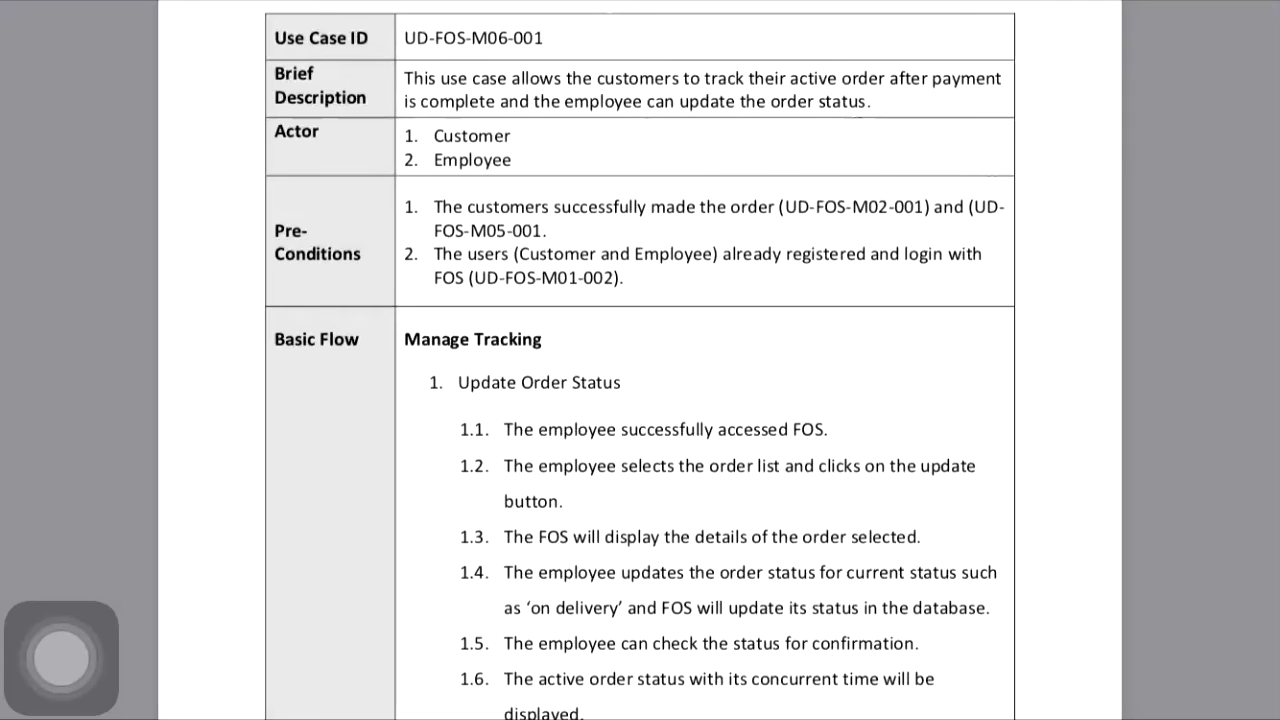 Use Case ID
UD-FOS-M06-001
Brief
Description
This use case allows the customers to track their active order after payment
is complete and the employee can update the order status.
Actor
1. Customer
2. Employee
Pre-
Conditions
1. The customers successfully made the order (UD-FOS-M02-001) and (UD-
FOS-M05-001.
2. The users (Customer and Employee) already registered and login with
FOS (UD-FOS-M01-002).
Basic Flow
Manage Tracking
1. Update Order Status
1.1. The employee successfully accessed FOS.
1.2. The employee selects the order list and clicks on the update
button.
1.3. The FOS will display the details of the order selected.
1.4. The employee updates the order status for current status such
as ‘on delivery’ and FOS will update its status in the database.
1.5. The employee can check the status for confirmation.
1.6. The active order status with its concurrent time will be
displayed.